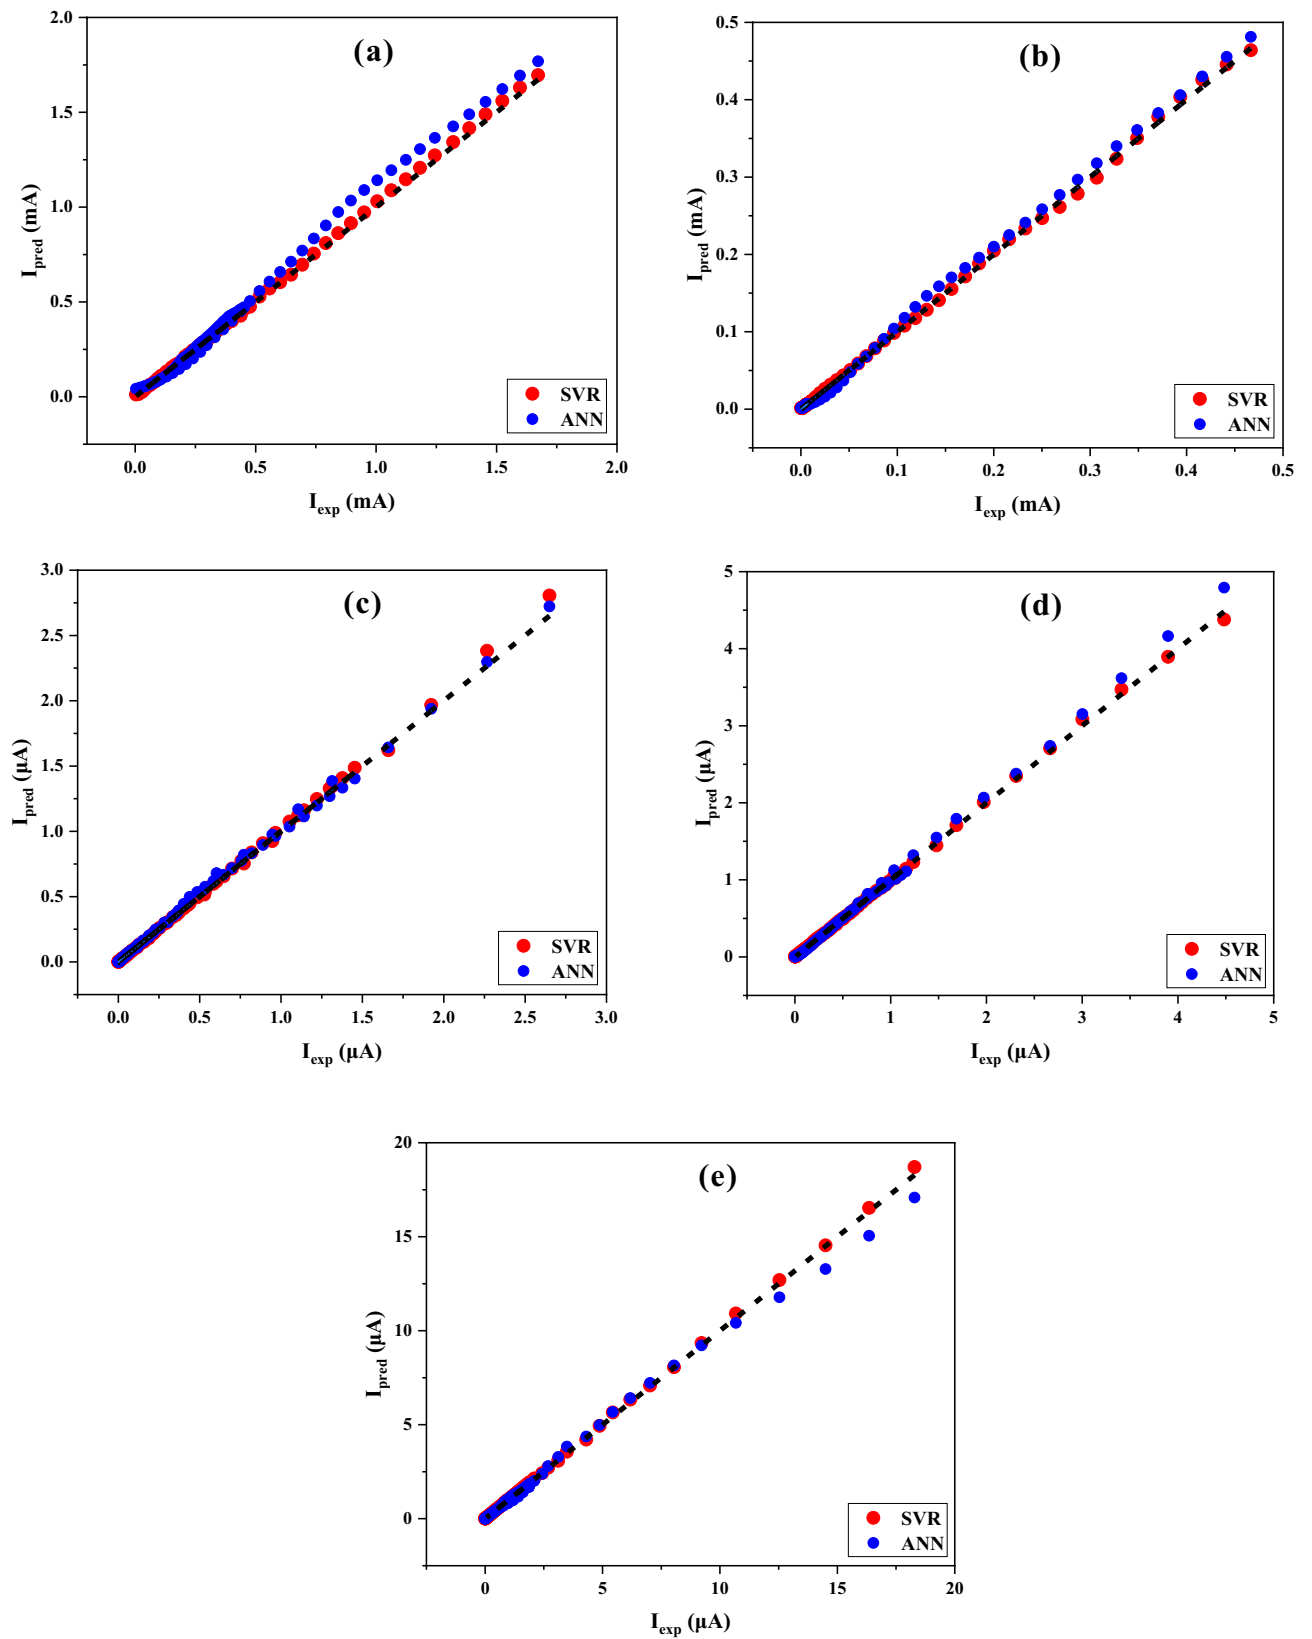 (a)
2.0
1.5
1.0
0.5
0.0
I_pred (mA)
SVR
ANN
0.0 0.5 1.0 1.5 2.0
I_exp (mA)
(b)
0.5
0.4
0.3
0.2
0.1
0.0
I_pred (mA)
SVR
ANN
0.0 0.1 0.2 0.3 0.4 0.5
I_exp (mA)
(c)
3.0
2.5
2.0
1.5
1.0
0.5
0.0
I_pred (μA)
SVR
ANN
0.0 0.5 1.0 1.5 2.0 2.5 3.0
I_exp (μA)
(d)
5
4
3
2
1
0
I_pred (μA)
SVR
ANN
0 1 2 3 4 5
I_exp (μA)
(e)
20
15
10
5
0
I_pred (μA)
SVR
ANN
0 5 10 15 20
I_exp (μA)